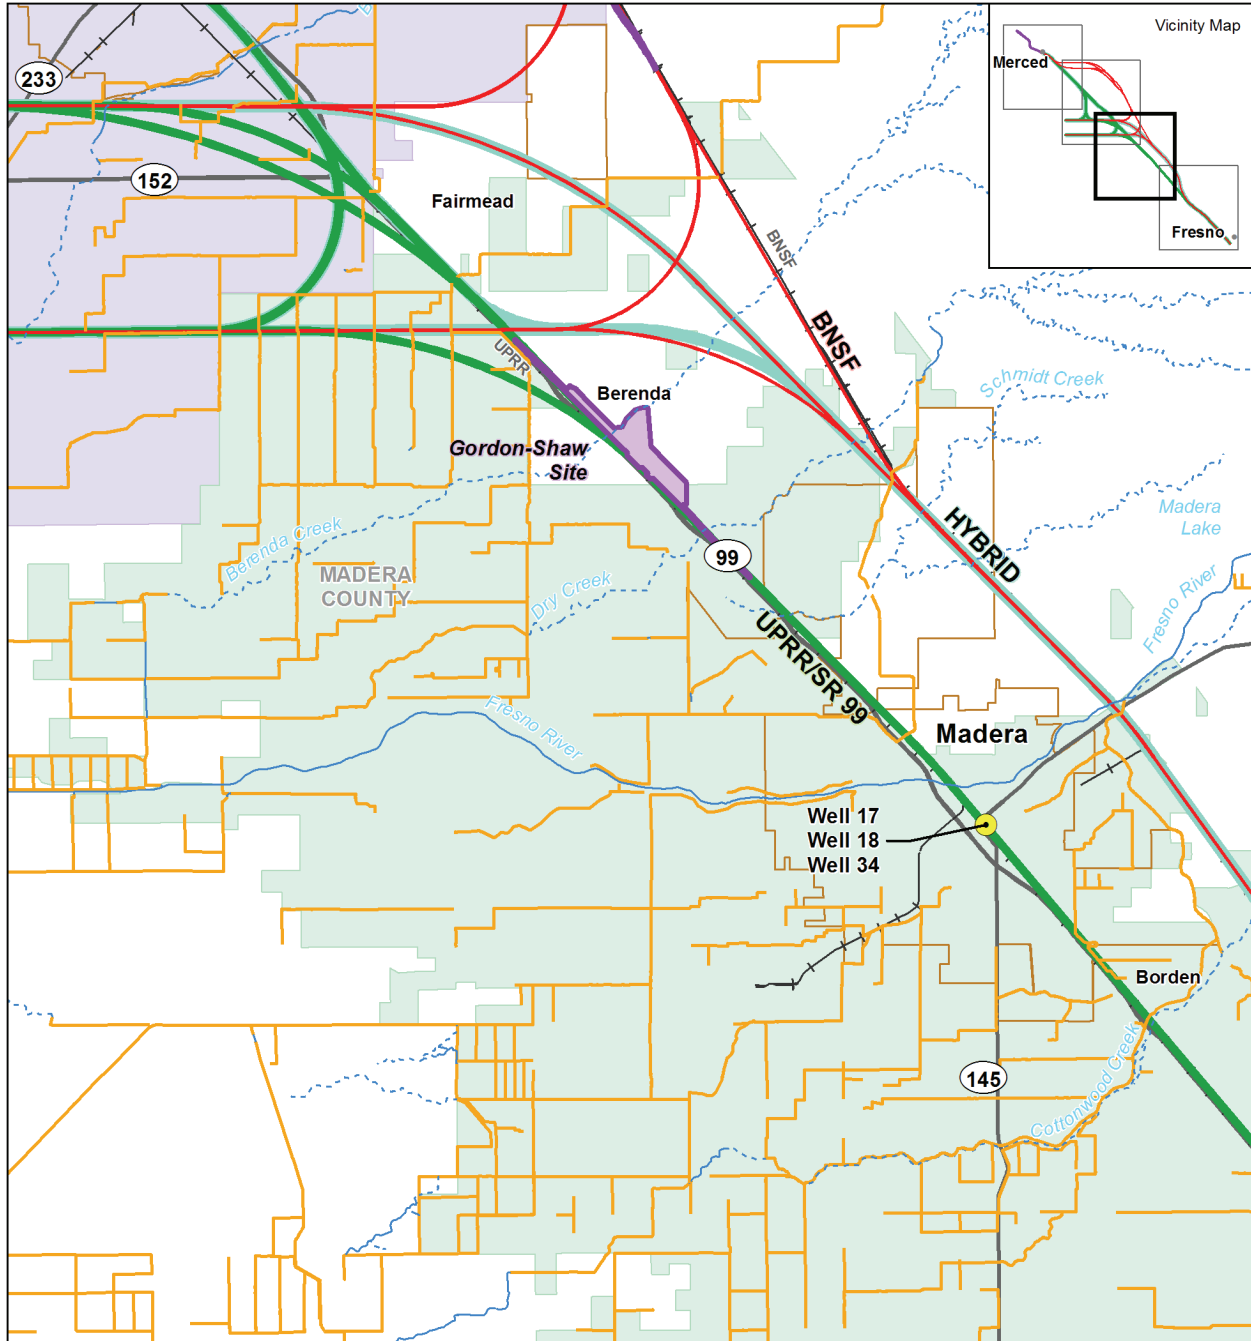 Vicinity Map
Merced
Fresno
B
233
152
Fairmead
BNSF
BNSF
UPRR
Berenda
Gordon-Shaw
Site
Schmidt Creek
Madera
Lake
HYBRID
Berenda Creek
MADERA
COUNTY
Dry Creek
99
Fresno River
UPRR/SR 99
Fresno River
Madera
Well 17
Well 18
Well 34
Borden
145
Cottonwood Creek